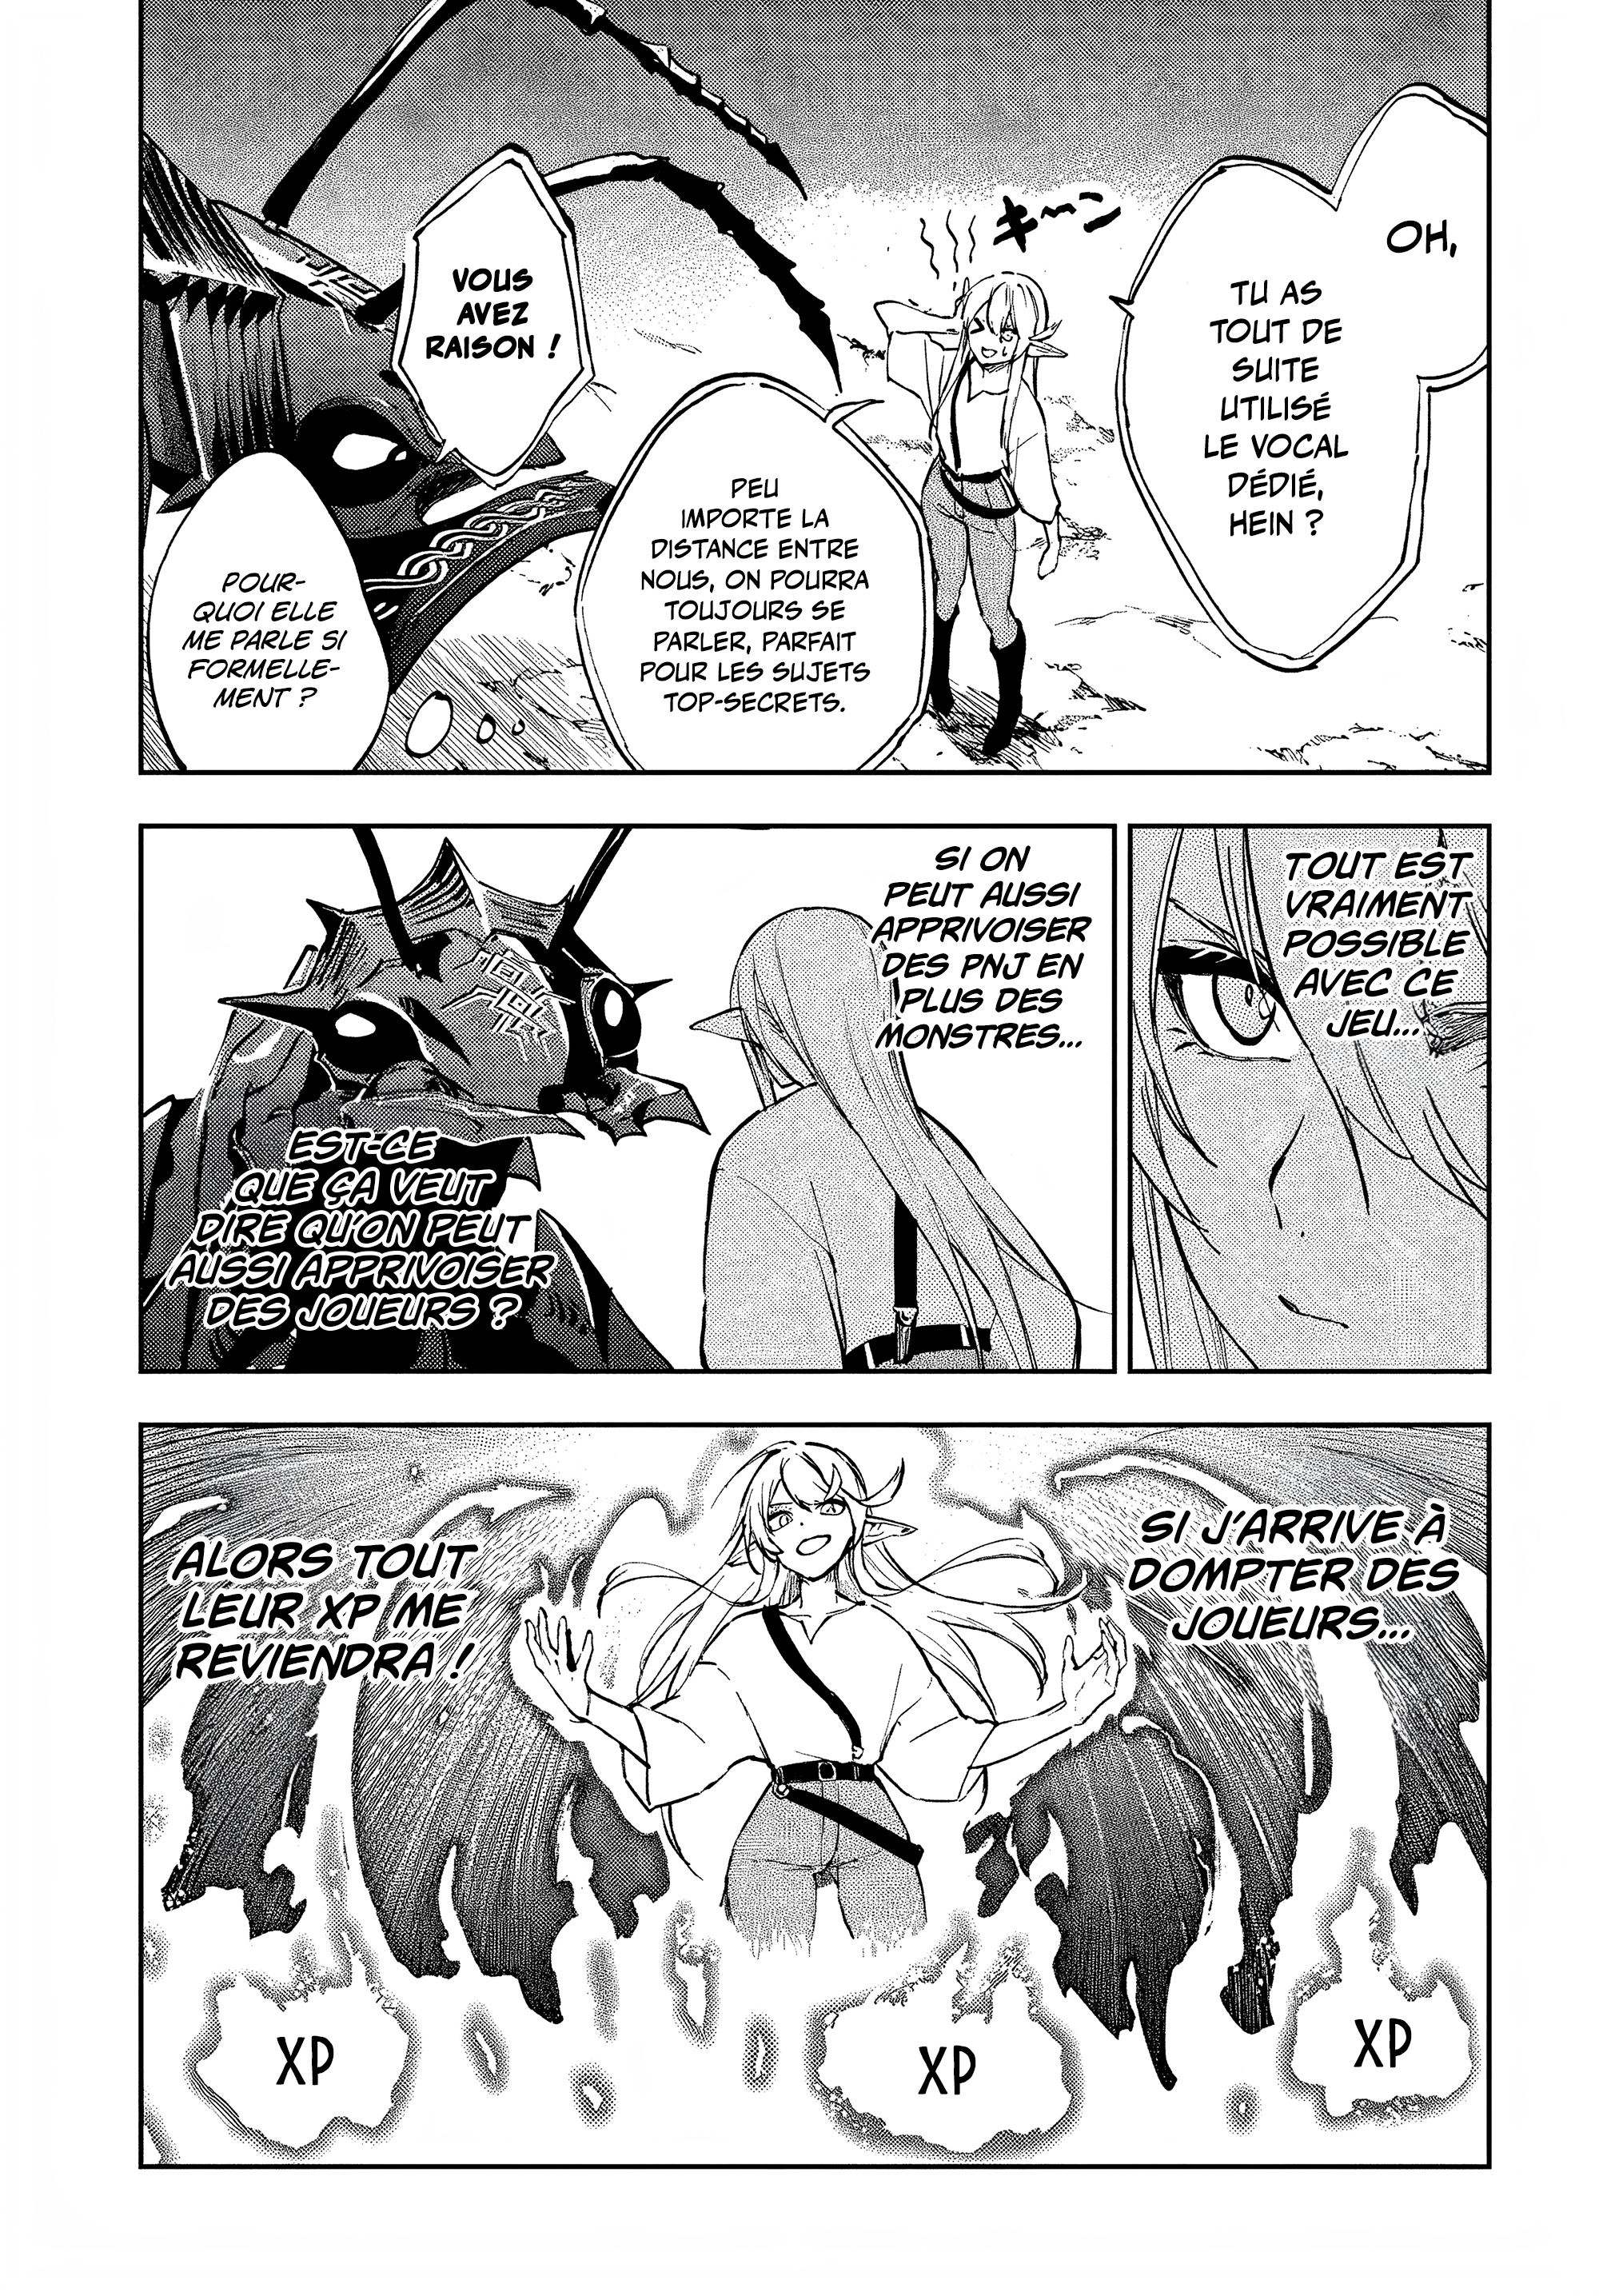 OH,
TU AS
TOUT DE
SUITE
UTILISÉ
LE VOCAL
DÉDIÉ,
HEIN ?
キーン
PEU
IMPORTE LA
DISTANCE ENTRE
NOUS, ON POURRA
TOUJOURS SE
PARLER, PARFAIT
POUR LES SUJETS
TOP-SECRETS.
VOUS
AVEZ
RAISON !
POUR-
QUOI ELLE
ME PARLE SI
FORMELLE-
MENT ?
TOUT EST
VRAIMENT
POSSIBLE
AVEC CE
JEU...
SI ON
PEUT AUSSI
APPRIVOISER
DES PNJ EN
PLUS DES
MONSTRES...
EST-CE
QUE ÇA VEUT
DIRE QU'ON PEUT
AUSSI APPRIVOISER
DES JOUEURS ?
SI J'ARRIVE À
DOMPTER DES
JOUEURS...
ALORS TOUT
LEUR XP ME
REVIENDRA !
XP
XP
XP